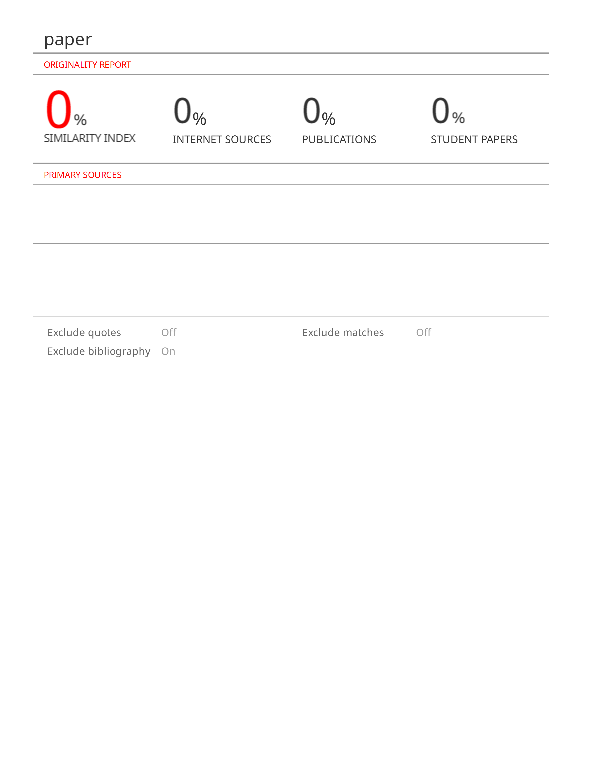 paper
ORIGINALITY REPORT
0% 0% 0% 0%
SIMILARITY INDEX INTERNET SOURCES PUBLICATIONS STUDENT PAPERS
PRIMARY SOURCES
Exclude quotes Off Exclude matches Off
Exclude bibliography On